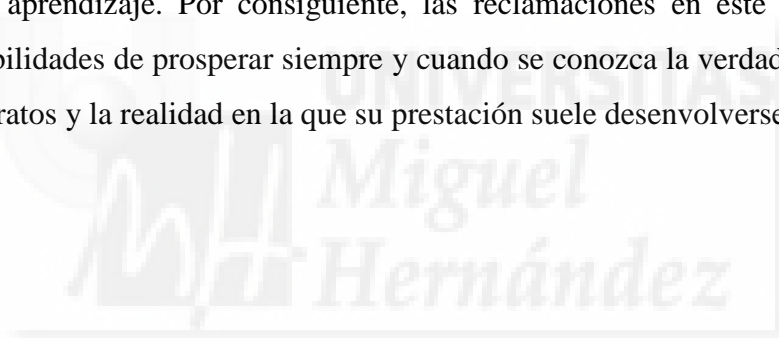 aprendizaje. Por consiguiente, las reclamaciones en este
bilidades de prosperar siempre y cuando se conozca la verdad
ratos y la realidad en la que su prestación suele desenvolverse
UNIVERSITAS
Miguel
Hernández